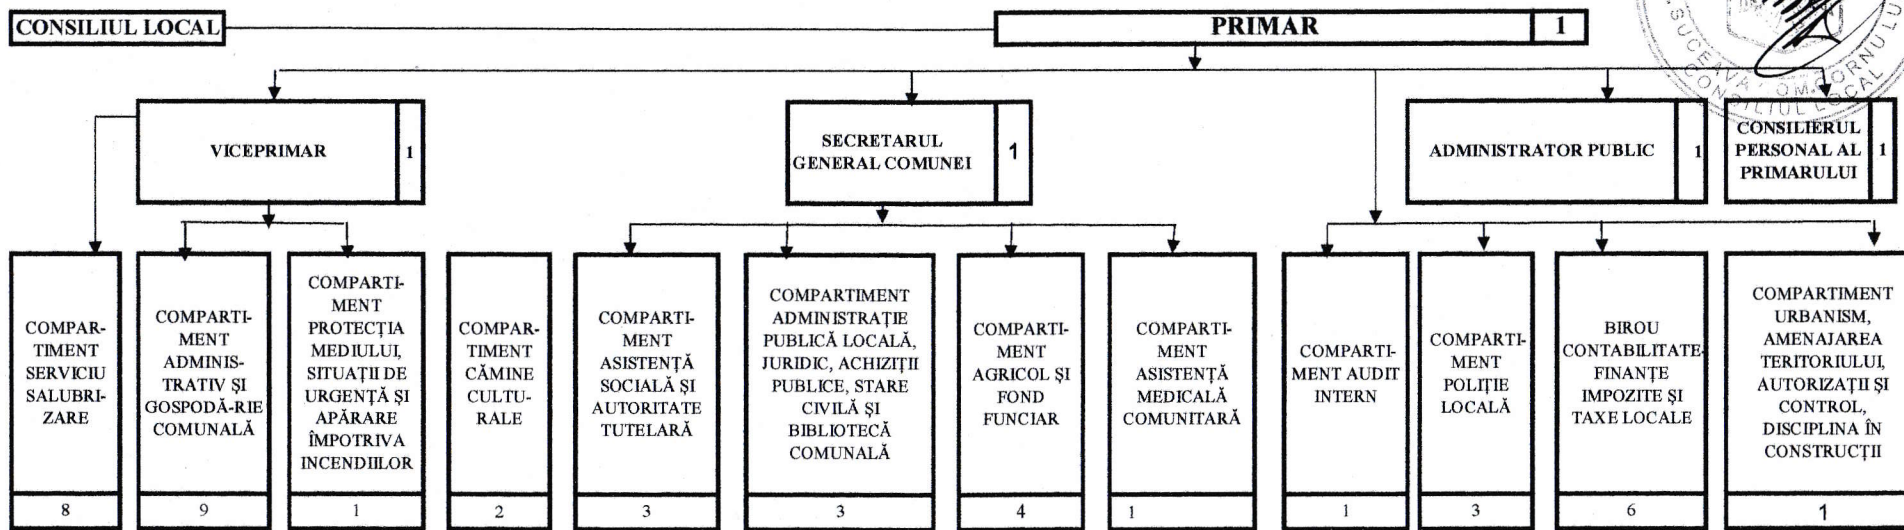 CONSILIUL LOCAL
PRIMAR 1
VICEPRIMAR 1
SECRETARUL
GENERAL COMUNEI 1
ADMINISTRATOR PUBLIC 1
CONSILIERUL
PERSONAL AL
PRIMARULUI 1
SUCEAVA
CONSILIUL LOCAL
COMPAR-
TIMENT
SERVICIU
SALUBRI-
ZARE
8
COMPARTI-
MENT
ADMINIS-
TRATIV ȘI
GOSPODĂ-RIE
COMUNALĂ
9
COMPARTI-
MENT
PROTECȚIA
MEDIULUI,
SITUAȚII DE
URGENȚĂ ȘI
APĂRARE
ÎMPOTRIVA
INCENDIILOR
1
COMPAR-
TIMENT
CĂMINE
CULTU-
RALE
2
COMPARTI-
MENT
ASISTENȚĂ
SOCIALĂ ȘI
AUTORITATE
TUTELARĂ
3
COMPARTIMENT
ADMINISTRAȚIE
PUBLICĂ LOCALĂ,
JURIDIC, ACHIZIȚII
PUBLICE, STARE
CIVILĂ ȘI
BIBLIOTECĂ
COMUNALĂ
3
COMPARTI-
MENT
AGRICOL ȘI
FOND
FUNCIAR
4
COMPARTI-
MENT
ASISTENȚĂ
MEDICALĂ
COMUNITARĂ
1
COMPARTI-
MENT AUDIT
INTERN
1
COMPARTI-
MENT
POLIȚIE
LOCALĂ
3
BIROU
CONTABILITATE-
FINANȚE
IMPOZITE ȘI
TAXE LOCALE
6
COMPARTIMENT
URBANISM,
AMENAJAREA
TERITORIULUI,
AUTORIZAȚII ȘI
CONTROL,
DISCIPLINA ÎN
CONSTRUCȚII
1